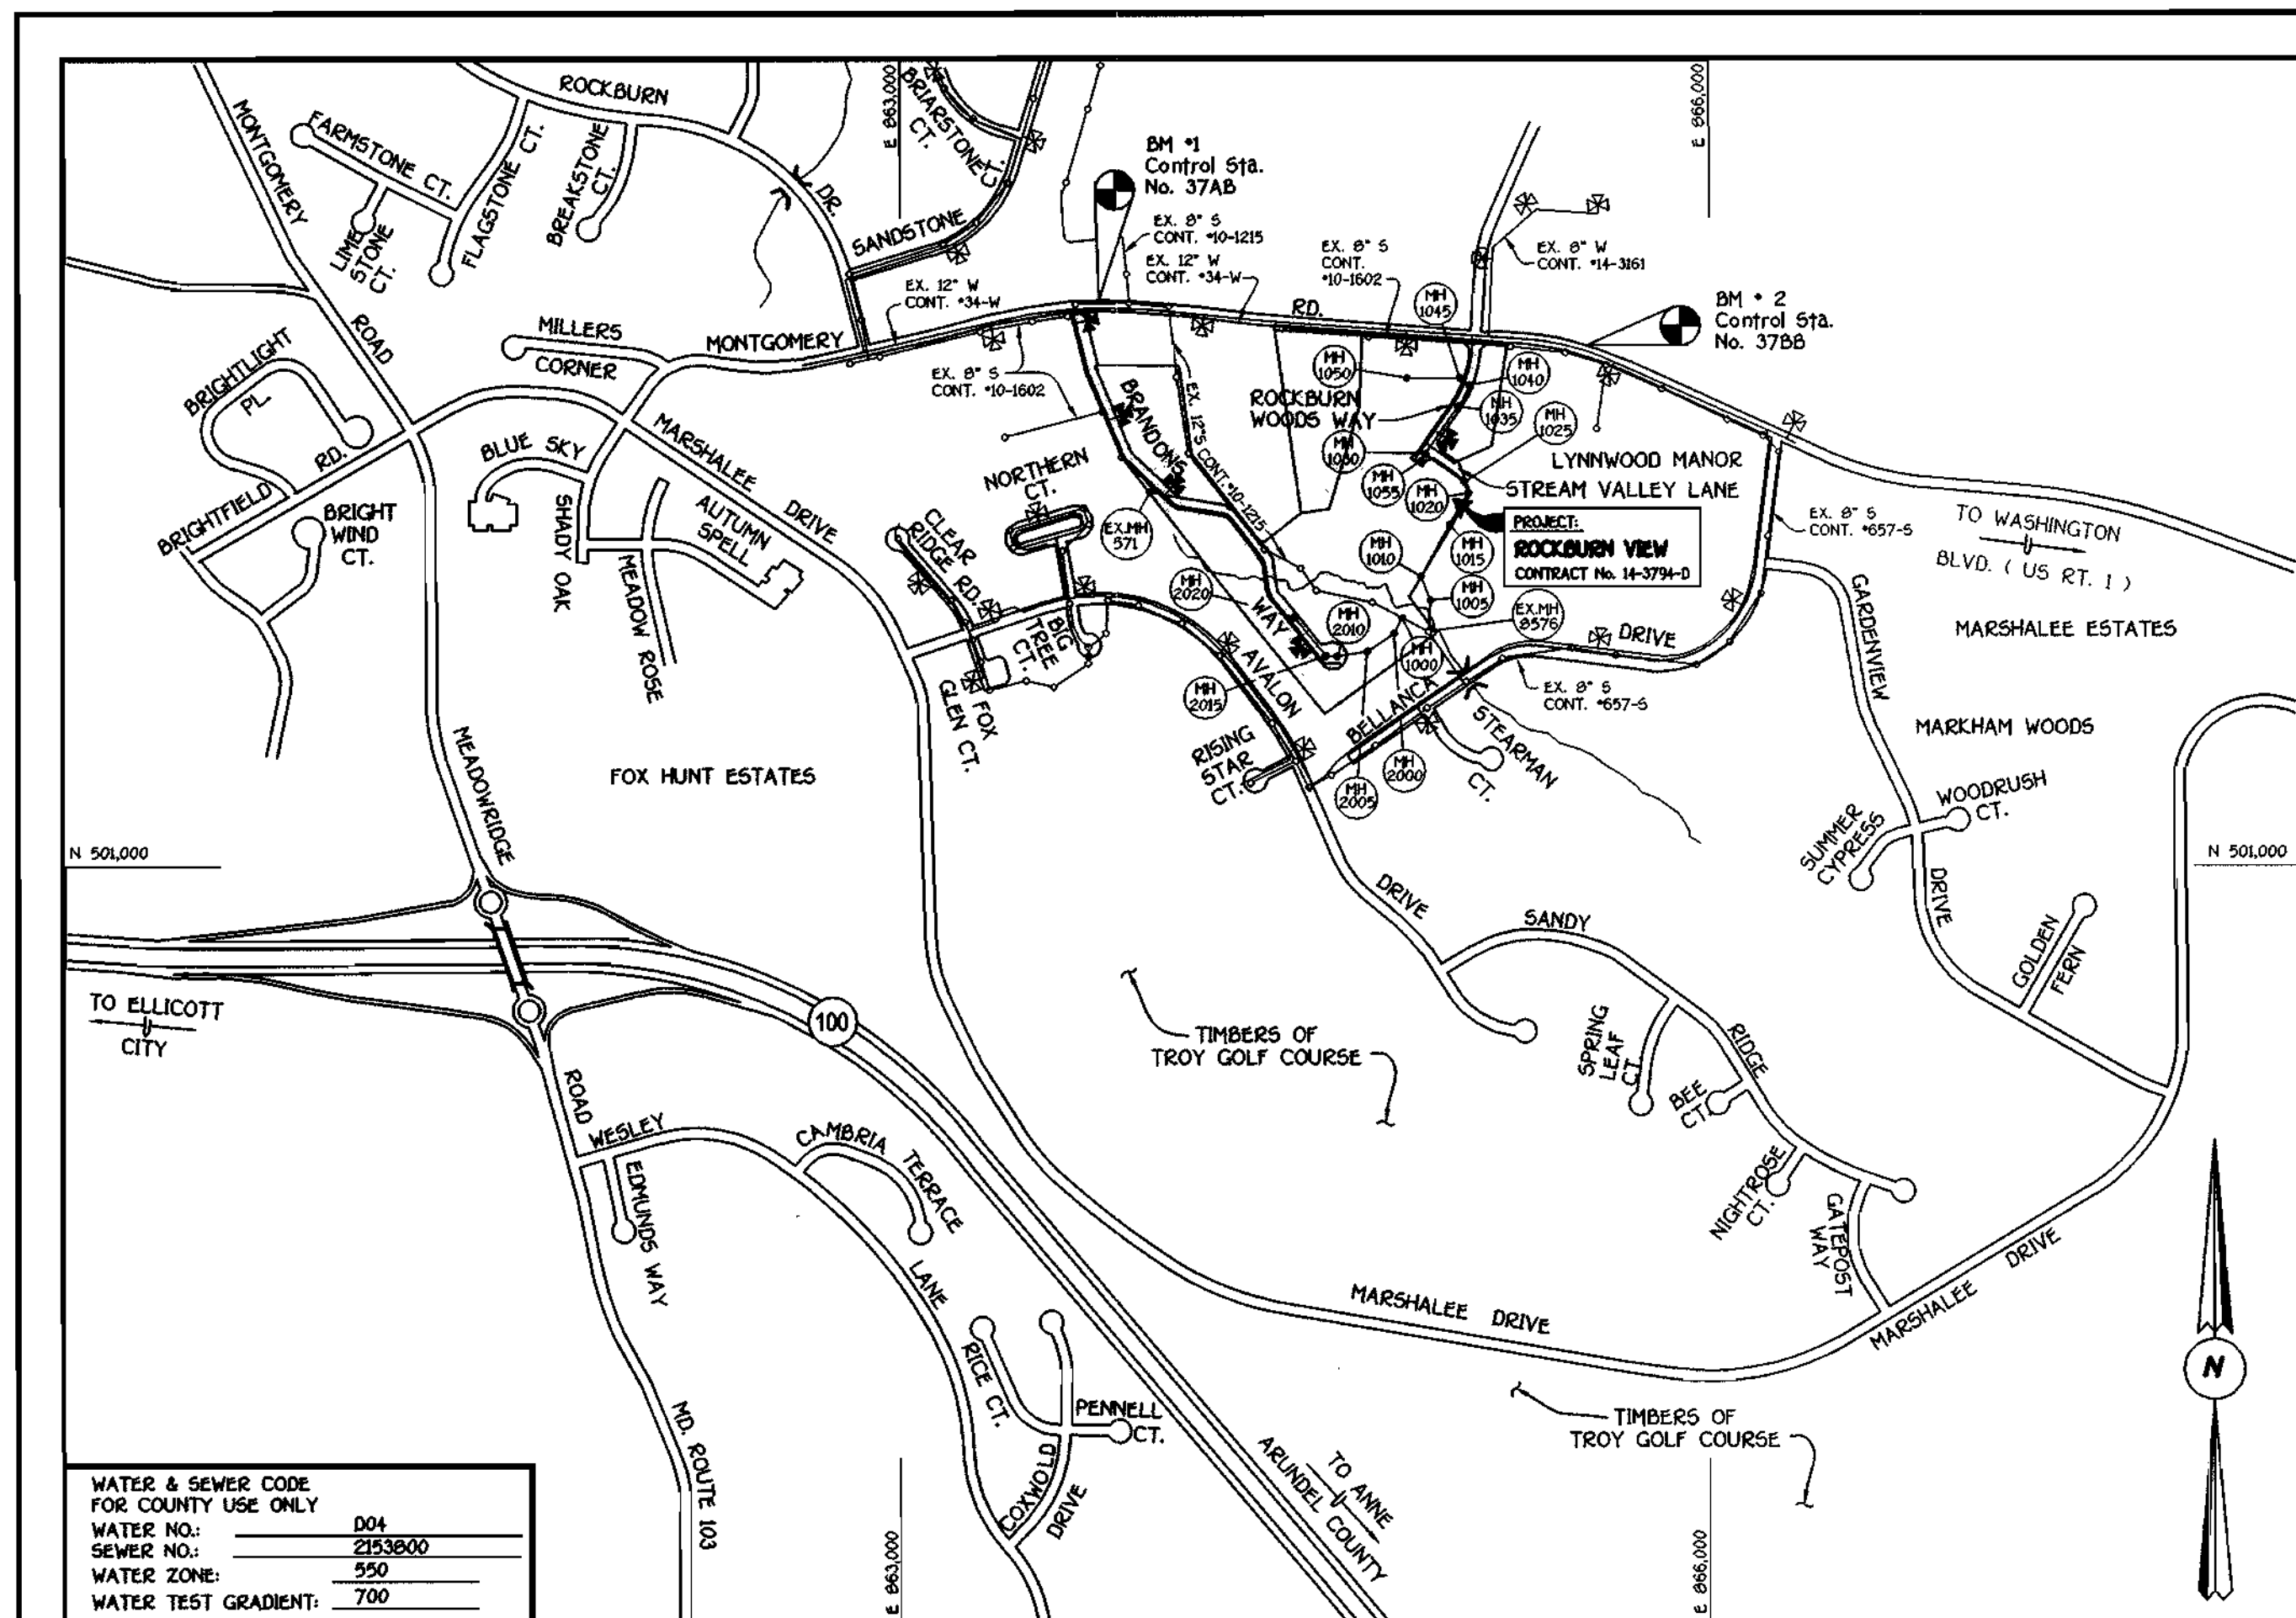 ROCKBURN
DR.
MONTGOMERY
ROAD
FARMSTONE CT.
LIME
STONE
CT.
FLAGSTONE CT.
BREAKSTONE
CT.
E 863,000
BRIARSTONE
CT.
SANDSTONE
CT.
BM *1
Control Sta.
No. 37AB
EX. 8" S
CONT. *10-1215
EX. 12" W
CONT. *34-W
EX. 12" W
CONT. *34-W
EX. 8" S
CONT.
*10-1602
EX. 8" W
CONT. *14-3161
E 866,000
BM * 2
Control Sta.
No. 37BB
MONTGOMERY
RD.
MILLERS
CORNER
BRIGHTLIGHT
PL.
BRIGHTFIELD
RD.
BRIGHT
WIND
CT.
BLUE SKY
SHADY OAK
MEADOW ROSE
AUTUMN
SPELL
MARSHALEE
DRIVE
EX. 8" S
CONT. *10-1602
BRANDONS
WAY
EX. 12"S CONT. *10-1215
NORTHERN
CT.
CLEAR
RIDGE RD.
BIG
TREE
CT.
FOX
GLEN CT.
EX.MH
571
MH
1045
MH
1050
MH
1040
ROCKBURN
WOODS WAY
MH
1035
MH
1025
MH
1030
MH
1055
MH
1020
LYNNWOOD MANOR
STREAM VALLEY LANE
PROJECT:
ROCKBURN VIEW
CONTRACT No. 14-3794-D
MH
1015
MH
1010
MH
1005
EX.MH
8576
MH
1000
MH
2020
MH
2010
MH
2015
MH
2005
MH
2000
AVALON
DRIVE
BELLANCA
DRIVE
STEARMAN
CT.
RISING
STAR
CT.
EX. 8" S
CONT. *657-S
EX. 8" S
CONT. *657-S
TO WASHINGTON
BLVD. ( US RT. 1 )
MARSHALEE ESTATES
GARDENVIEW
DRIVE
MARKHAM WOODS
WOODRUSH
CT.
SUMMER
CYPRESS
GOLDEN
FERN
N 501,000
N 501,000
FOX HUNT ESTATES
MEADOWRIDGE
ROAD
TO ELLICOTT
CITY
100
TIMBERS OF
TROY GOLF COURSE
SANDY
RIDGE
SPRING
LEAF
CT.
BEE
CT.
NIGHTROSE
CT.
GATEPOST
WAY
WESLEY
LANE
EDMUNDS WAY
CAMBRIA TERRACE
MARSHALEE DRIVE
MARSHALEE DRIVE
RICE CT.
PENNELL
CT.
COXWOLD
DRIVE
MD. ROUTE 103
TO ANNE
ARUNDEL COUNTY
TIMBERS OF
TROY GOLF COURSE
N
E 863,000
E 866,000
WATER & SEWER CODE
FOR COUNTY USE ONLY
WATER NO.: D04
SEWER NO.: 2153800
WATER ZONE: 550
WATER TEST GRADIENT: 700